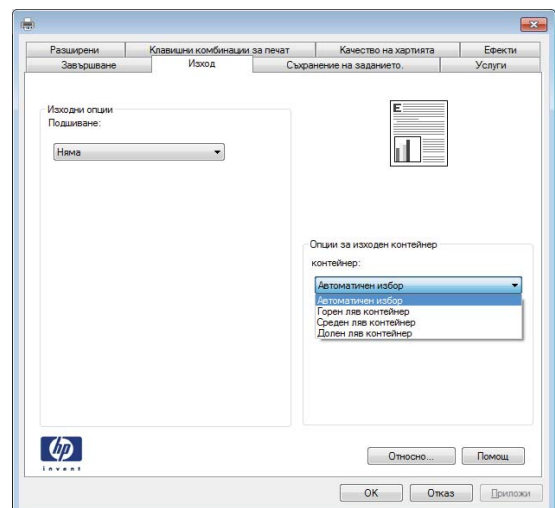 Разширени Клавишни комбинации за печат Качество на хартията Ефекти
Завършване Изход Съхранение на заданието. Услуги
Изходни опции
Подшиване:
Няма
E
Опции за изходен контейнер
контейнер:
Автоматичен избор
Автоматичен избор
Горен ляв контейнер
Среден ляв контейнер
Долен ляв контейнер
hp
invent
Относно... Помощ
OK Отказ Приложи